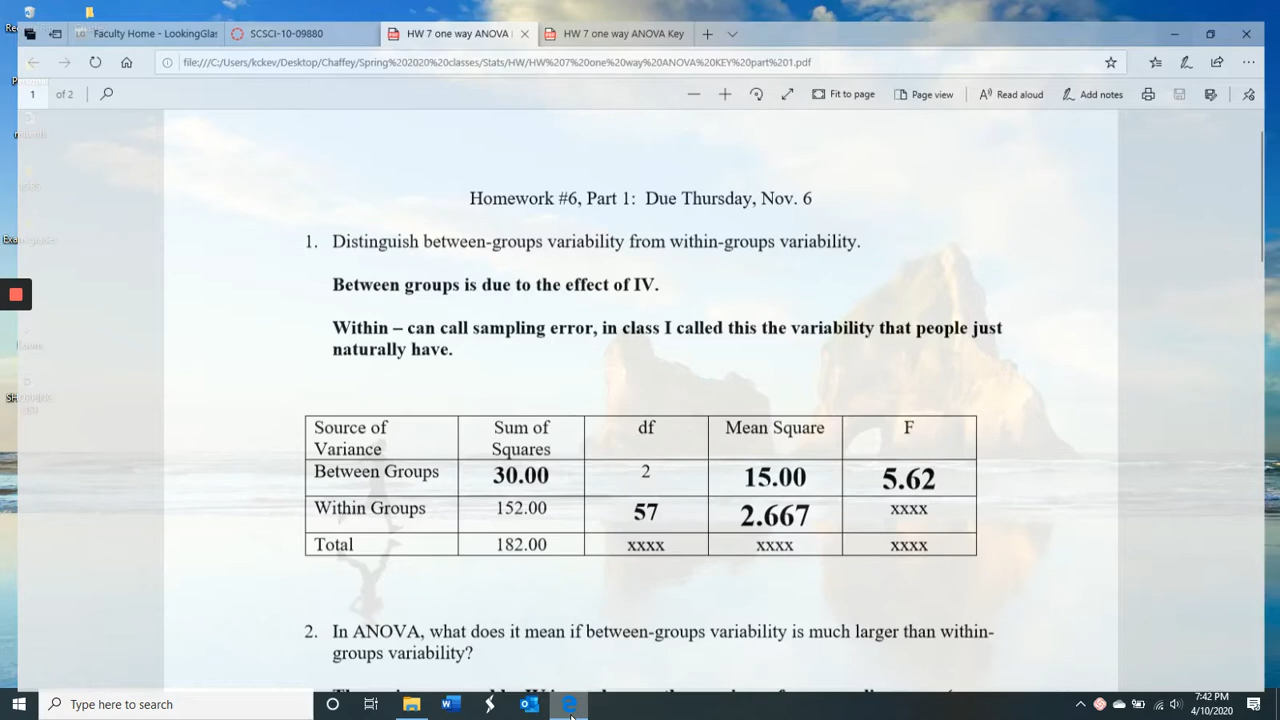 Faculty Home - LookingGlas
SCSCI-10-09880
HW 7 one way ANOVA
HW 7 one way ANOVA Key
file:///C:/Users/kckev/Desktop/Chaffey/Spring%202020%20classes/Stats/HW/HW%207%20one%20way%20ANOVA%20KEY%20part%201.pdf
1 of 2
Fit to page
Page view
Read aloud
Add notes
Homework #6, Part 1: Due Thursday, Nov. 6
1. Distinguish between-groups variability from within-groups variability.
Between groups is due to the effect of IV.
Within – can call sampling error, in class I called this the variability that people just
naturally have.
Source of Variance Sum of Squares df Mean Square F
Between Groups 30.00 2 15.00 5.62
Within Groups 152.00 57 2.667 xxxx
Total 182.00 xxxx xxxx xxxx
2. In ANOVA, what does it mean if between-groups variability is much larger than within-
groups variability?
Type here to search
7:42 PM
4/10/2020